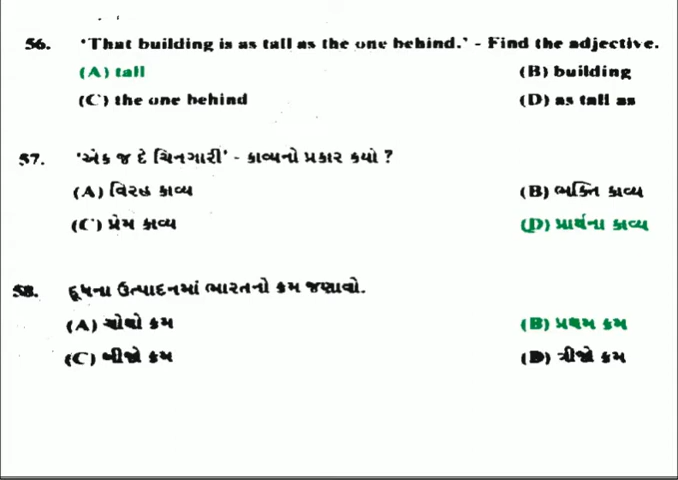 56. 'That building is as tall as the one behind.' - Find the adjective.
(A) tall (B) building
(C) the one behind (D) as tall as
57. 'એક જ દે ચિનગારી' - કાવ્યનો પ્રકાર કયો ?
(A) વિરહ કાવ્ય (B) ભક્તિ કાવ્ય
(C) પ્રેમ કાવ્ય (D) પ્રાર્થના કાવ્ય
58. દૂધના ઉત્પાદનમાં ભારતનો ક્રમ જણાવો.
(A) ચોથો ક્રમ (B) પ્રથમ ક્રમ
(C) બીજો ક્રમ (D) ત્રીજો ક્રમ